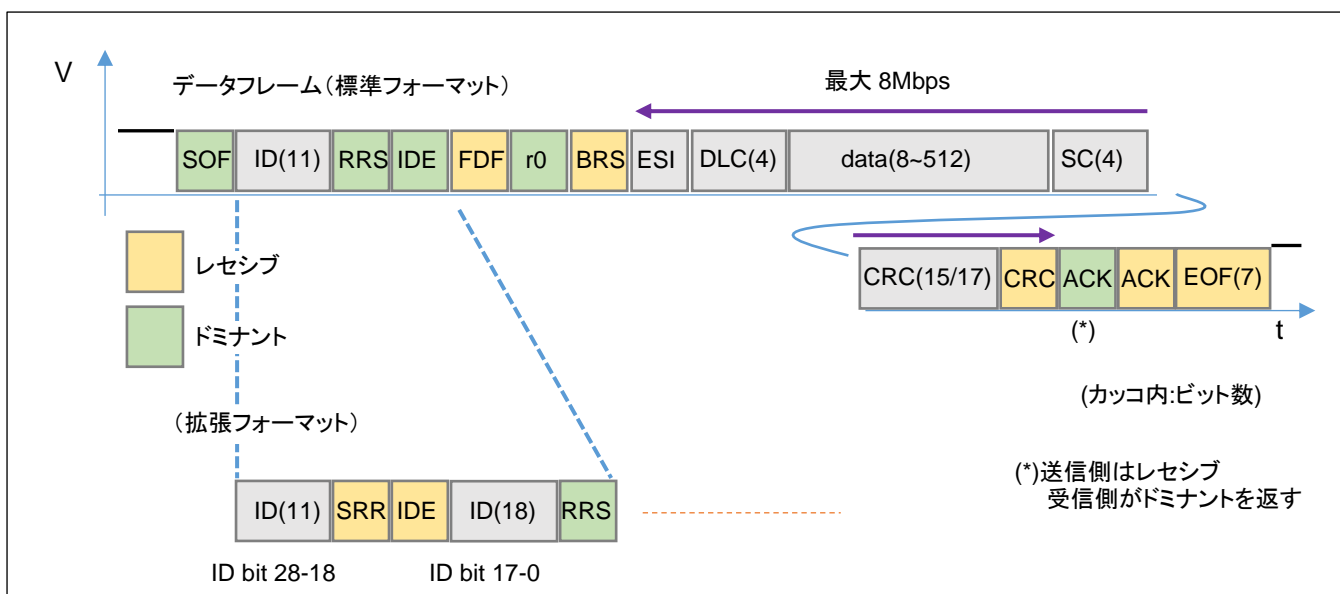 V
データフレーム（標準フォーマット）
最大 8Mbps
SOF ID(11) RRS IDE FDF r0 BRS ESI DLC(4) data(8~512) SC(4)
レセシブ
CRC(15/17) CRC ACK ACK EOF(7)
ドミナント
(*) t
(カッコ内:ビット数)
（拡張フォーマット）
(*)送信側はレセシブ
受信側がドミナントを返す
ID(11) SRR IDE ID(18) RRS
ID bit 28-18 ID bit 17-0